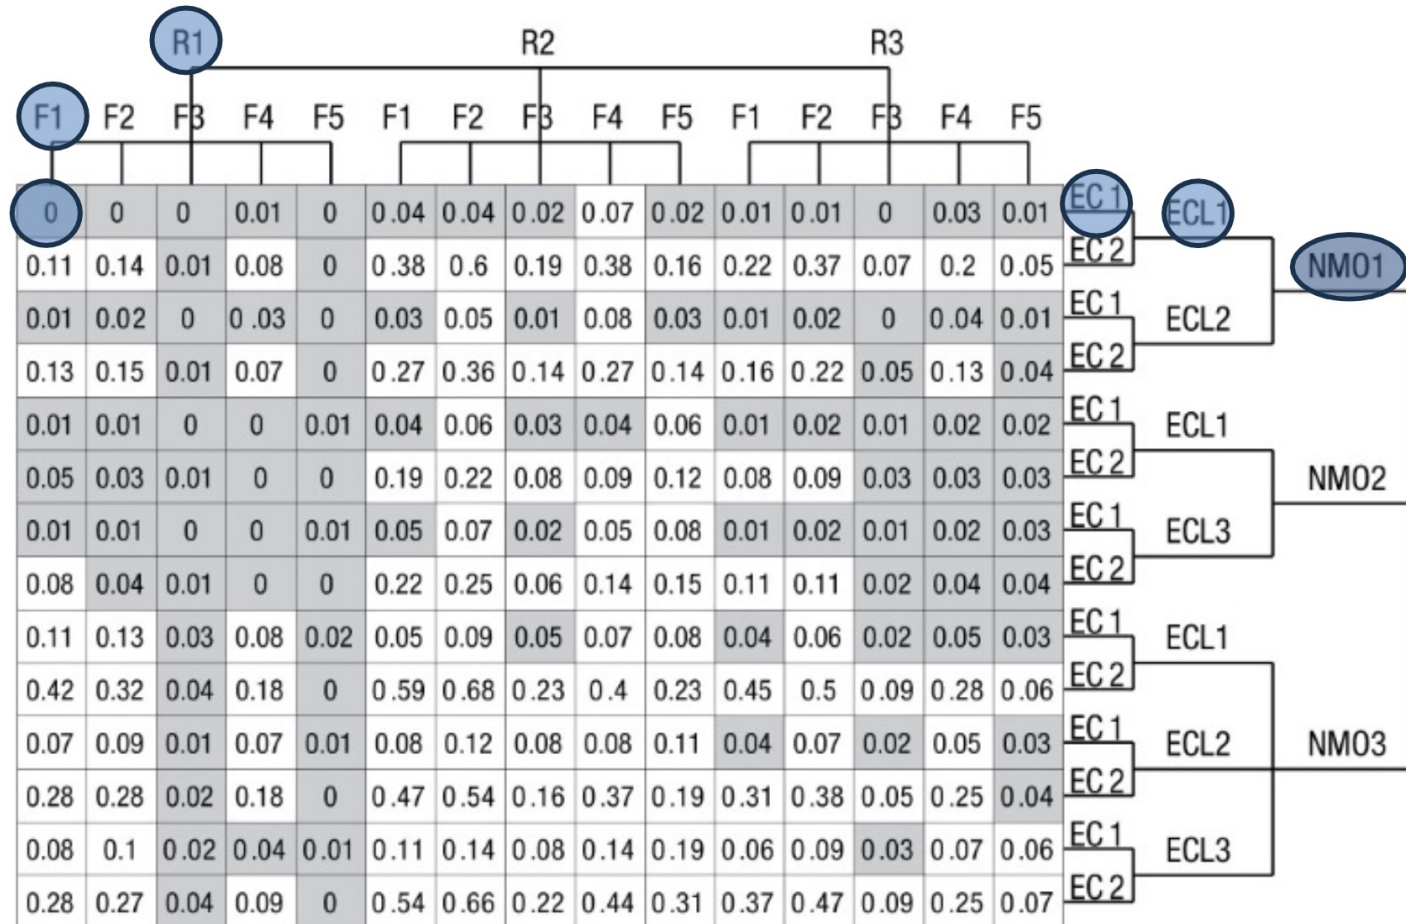 R1 R2 R3
F1 F2 F3 F4 F5 F1 F2 F3 F4 F5 F1 F2 F3 F4 F5
0 0 0 0.01 0 0.04 0.04 0.02 0.07 0.02 0.01 0.01 0 0.03 0.01 EC 1 ECL1
0.11 0.14 0.01 0.08 0 0.38 0.6 0.19 0.38 0.16 0.22 0.37 0.07 0.2 0.05 EC 2 NMO1
0.01 0.02 0 0.03 0 0.03 0.05 0.01 0.08 0.03 0.01 0.02 0 0.04 0.01 EC 1 ECL2
0.13 0.15 0.01 0.07 0 0.27 0.36 0.14 0.27 0.14 0.16 0.22 0.05 0.13 0.04 EC 2
0.01 0.01 0 0 0.01 0.04 0.06 0.03 0.04 0.06 0.01 0.02 0.01 0.02 0.02 EC 1 ECL1
0.05 0.03 0.01 0 0 0.19 0.22 0.08 0.09 0.12 0.08 0.09 0.03 0.03 0.03 EC 2 NMO2
0.01 0.01 0 0 0.01 0.05 0.07 0.02 0.05 0.08 0.01 0.02 0.01 0.02 0.03 EC 1 ECL3
0.08 0.04 0.01 0 0 0.22 0.25 0.06 0.14 0.15 0.11 0.11 0.02 0.04 0.04 EC 2
0.11 0.13 0.03 0.08 0.02 0.05 0.09 0.05 0.07 0.08 0.04 0.06 0.02 0.05 0.03 EC 1 ECL1
0.42 0.32 0.04 0.18 0 0.59 0.68 0.23 0.4 0.23 0.45 0.5 0.09 0.28 0.06 EC 2
0.07 0.09 0.01 0.07 0.01 0.08 0.12 0.08 0.08 0.11 0.04 0.07 0.02 0.05 0.03 EC 1 ECL2 NMO3
0.28 0.28 0.02 0.18 0 0.47 0.54 0.16 0.37 0.19 0.31 0.38 0.05 0.25 0.04 EC 2
0.08 0.1 0.02 0.04 0.01 0.11 0.14 0.08 0.14 0.19 0.06 0.09 0.03 0.07 0.06 EC 1 ECL3
0.28 0.27 0.04 0.09 0 0.54 0.66 0.22 0.44 0.31 0.37 0.47 0.09 0.25 0.07 EC 2